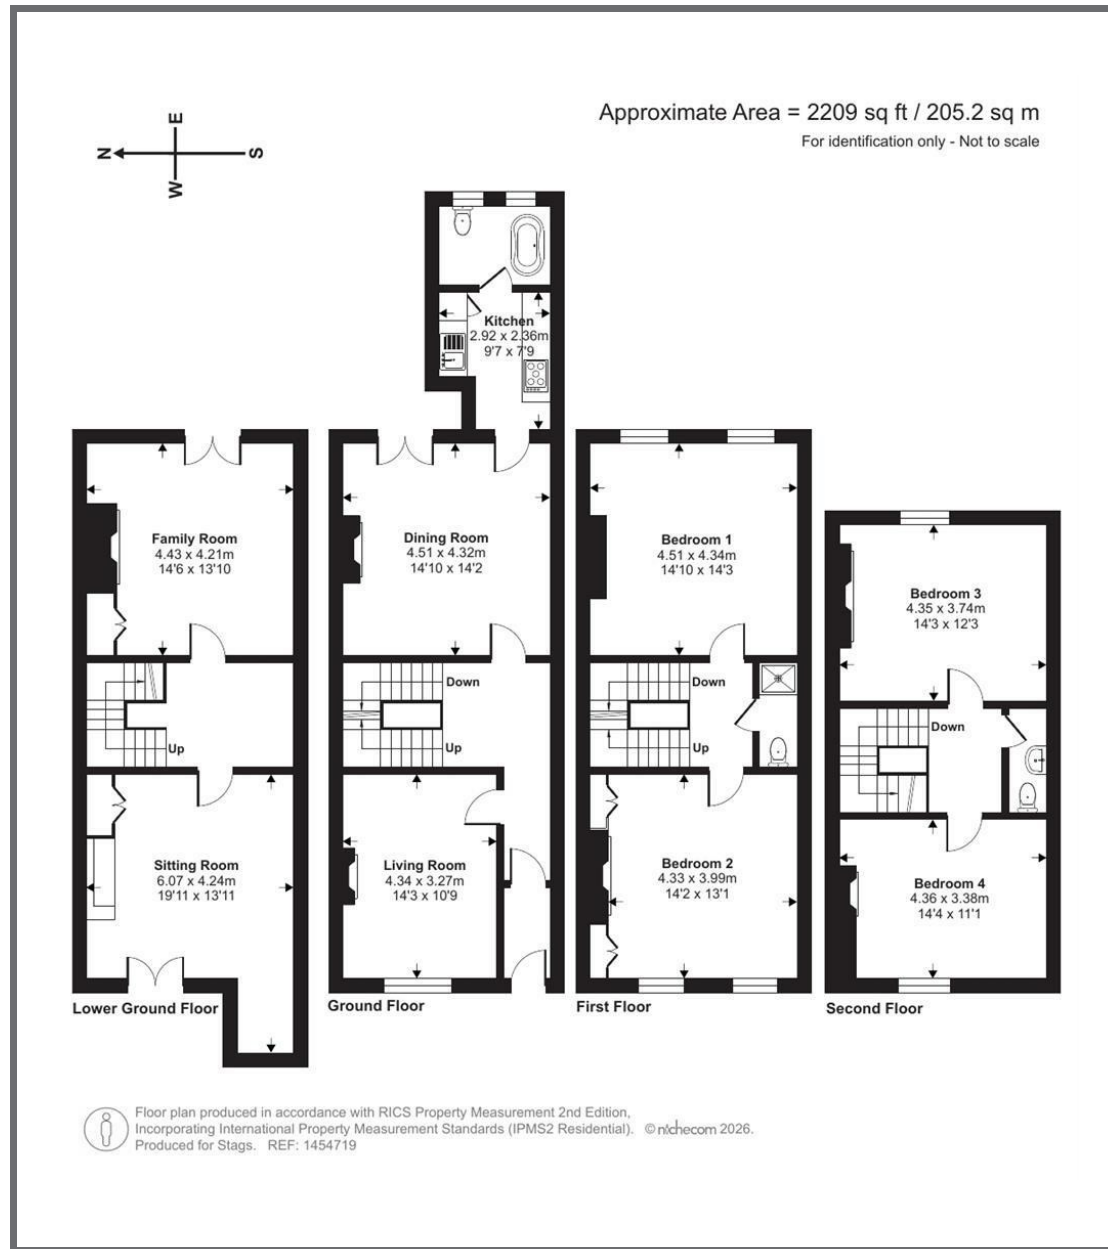 Approximate Area = 2209 sq ft / 205.2 sq m
For identification only - Not to scale
N
E
S
W
Kitchen
2.92 x 2.36m
9'7 x 7'9
Family Room
4.43 x 4.21m
14'6 x 13'10
Up
Sitting Room
6.07 x 4.24m
19'11 x 13'11
Lower Ground Floor
Dining Room
4.51 x 4.32m
14'10 x 14'2
Down
Up
Living Room
4.34 x 3.27m
14'3 x 10'9
Ground Floor
Bedroom 1
4.51 x 4.34m
14'10 x 14'3
Down
Up
Bedroom 2
4.33 x 3.99m
14'2 x 13'1
First Floor
Bedroom 3
4.35 x 3.74m
14'3 x 12'3
Down
Bedroom 4
4.36 x 3.38m
14'4 x 11'1
Second Floor
Floor plan produced in accordance with RICS Property Measurement 2nd Edition,
Incorporating International Property Measurement Standards (IPMS2 Residential). © nichecom 2026.
Produced for Stags. REF: 1454719